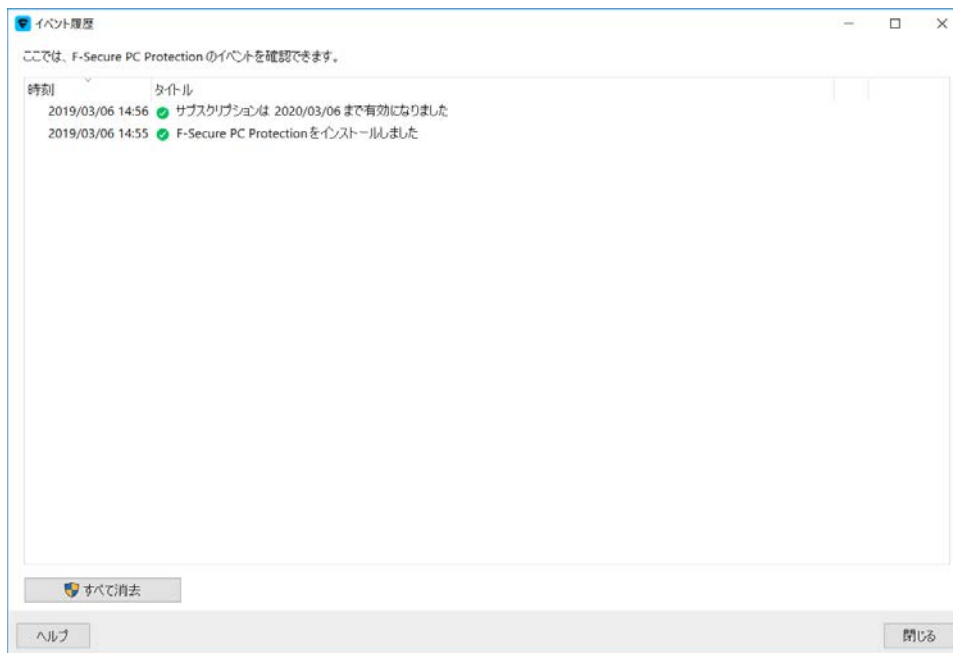 イベント履歴
ここでは、F-Secure PC Protection のイベントを確認できます。
時刻 タイトル
2019/03/06 14:56 サブスクリプションは 2020/03/06 まで有効になりました
2019/03/06 14:55 F-Secure PC Protection をインストールしました
すべて消去
ヘルプ 閉じる